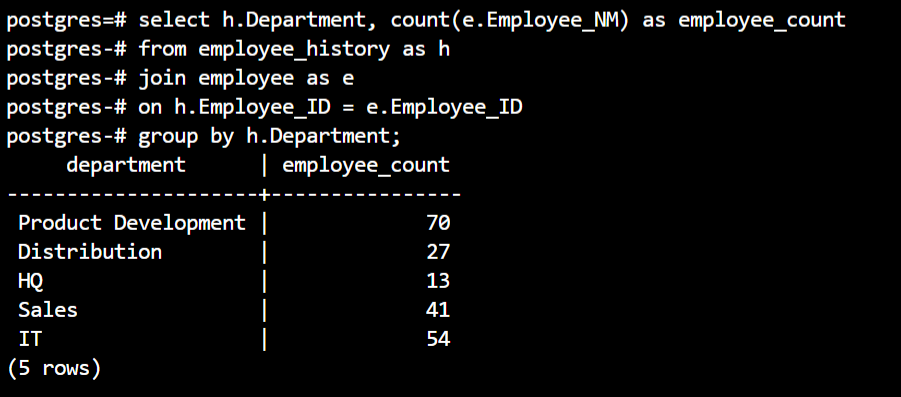 postgres=# select h.Department, count(e.Employee_NM) as employee_count
postgres-# from employee_history as h
postgres-# join employee as e
postgres-# on h.Employee_ID = e.Employee_ID
postgres-# group by h.Department;
     department      | employee_count
---------------------+----------------
 Product Development |             70
 Distribution        |             27
 HQ                  |             13
 Sales               |             41
 IT                  |             54
(5 rows)